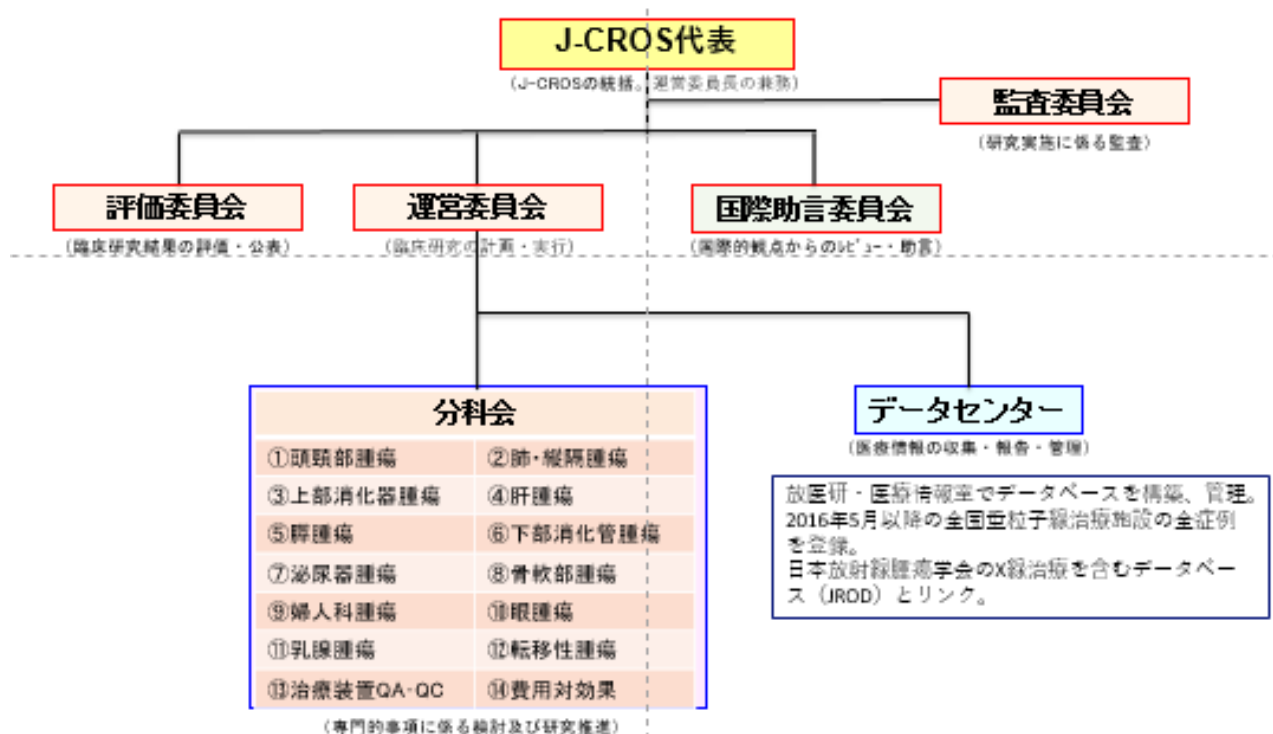 J-CROS代表
(J-CROSの統括。運営委員長の兼務)
監査委員会
(研究実施に係る監査)
評価委員会
(臨床研究結果の評価・公表)
運営委員会
(臨床研究の計画・実行)
国際助言委員会
(国際的観点からのﾚﾋﾞｭｰ・助言)
分科会
①頭頸部腫瘍
②肺・縦隔腫瘍
③上部消化器腫瘍
④肝腫瘍
⑤膵腫瘍
⑥下部消化管腫瘍
⑦泌尿器腫瘍
⑧骨軟部腫瘍
⑨婦人科腫瘍
⑩眼腫瘍
⑪乳腺腫瘍
⑫転移性腫瘍
⑬治療装置QA・QC
⑭費用対効果
(専門的事項に係る検討及び研究推進)
データセンター
(医療情報の収集・報告・管理)
放医研・医療情報室でデータベースを構築、管理。
2016年5月以降の全国重粒子線治療施設の全症例
を登録。
日本放射線腫瘍学会のX線治療を含むデータベー
ス（JROD）とリンク。